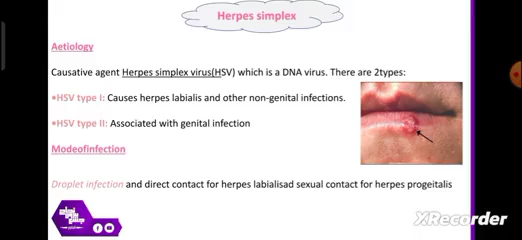 Herpes simplex
Aetiology
Causative agent Herpes simplex virus(HSV) which is a DNA virus. There are 2types:
●HSV type I: Causes herpes labialis and other non-genital infections.
●HSV type II: Associated with genital infection
Modeofinfection
Droplet infection and direct contact for herpes labialisad sexual contact for herpes progeitalis
XRecorder